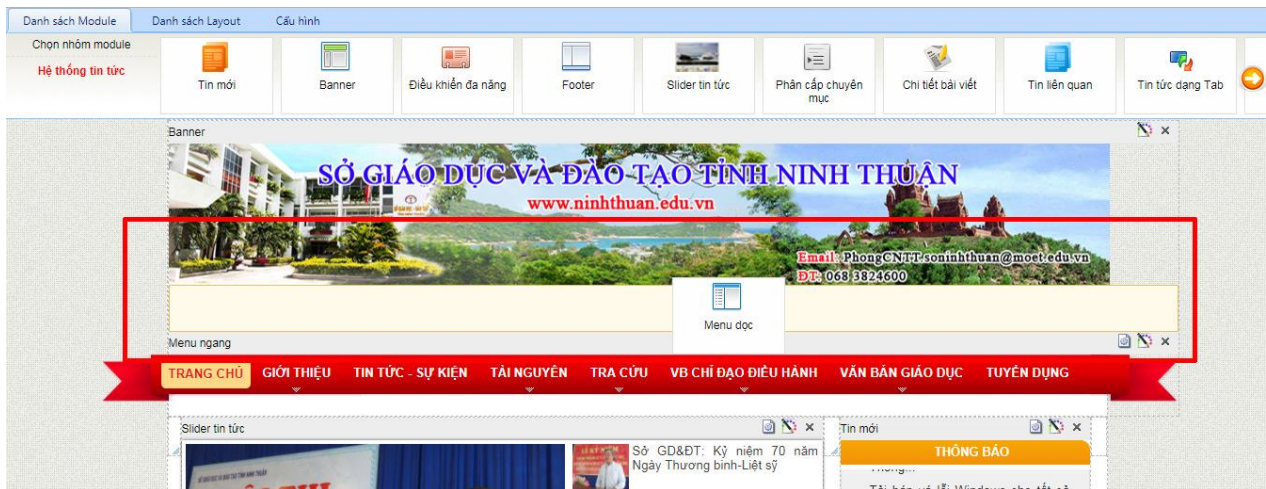 Danh sách Module
Danh sách Layout
Cấu hình
Chọn nhóm module
Hệ thống tin tức
Tin mới
Banner
Điều khiển đa năng
Footer
Slider tin tức
Phân cấp chuyên
mục
Chi tiết bài viết
Tin liên quan
Tin tức dạng Tab
Banner
SỞ GIÁO DỤC VÀ ĐÀO TẠO TỈNH NINH THUẬN
www.ninhthuan.edu.vn
Email: PhongCNTT.soninhthuan@moet.edu.vn
ĐT: 068 3824600
Menu dọc
Menu ngang
TRANG CHỦ
GIỚI THIỆU
TIN TỨC - SỰ KIỆN
TÀI NGUYÊN
TRA CỨU
VB CHỈ ĐẠO ĐIỀU HÀNH
VĂN BẢN GIÁO DỤC
TUYỂN DỤNG
Slider tin tức
Sở GD&ĐT: Kỷ niệm 70 năm
Ngày Thương binh-Liệt sỹ
Tin mới
THÔNG BÁO